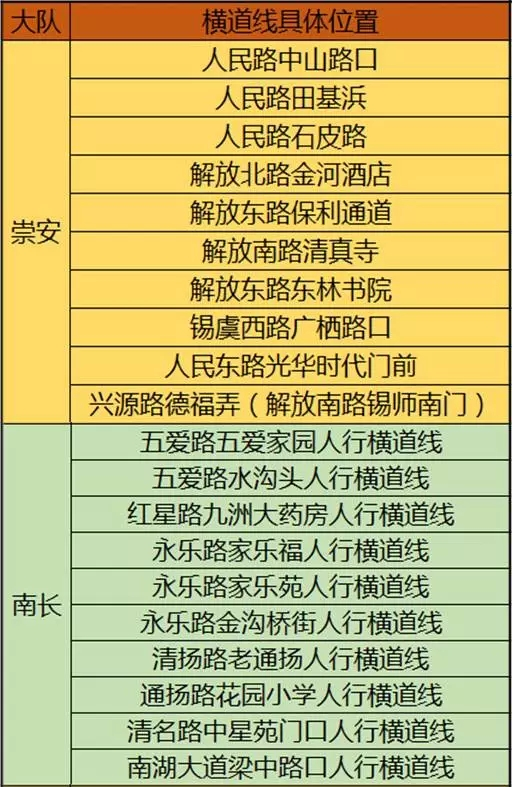 大队 横道线具体位置
崇安
人民路中山路口
人民路田基浜
人民路石皮路
解放北路金河酒店
解放东路保利通道
解放南路清真寺
解放东路东林书院
锡虞西路广栖路口
人民东路光华时代门前
兴源路德福弄（解放南路锡师南门）
南长
五爱路五爱家园人行横道线
五爱路水沟头人行横道线
红星路九洲大药房人行横道线
永乐路家乐福人行横道线
永乐路家乐苑人行横道线
永乐路金沟桥街人行横道线
清扬路老通扬人行横道线
通扬路花园小学人行横道线
清名路中星苑门口人行横道线
南湖大道梁中路口人行横道线